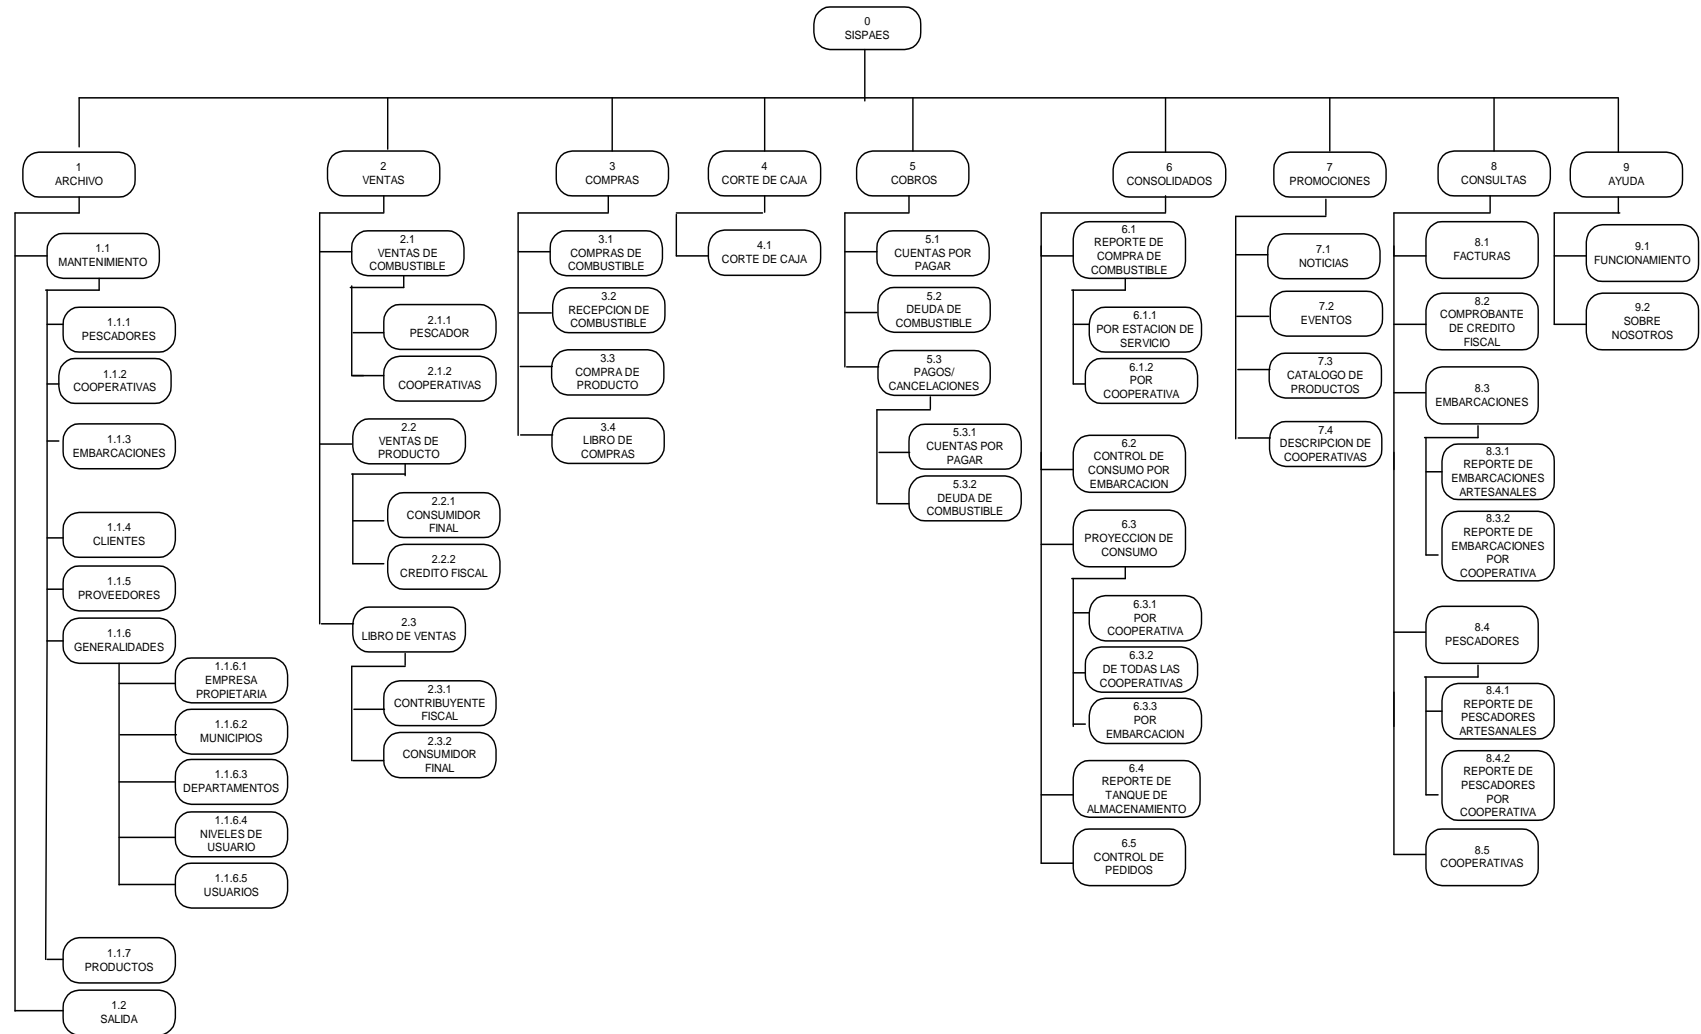 0
SISPAES
1
ARCHIVO
2
VENTAS
3
COMPRAS
4
CORTE DE CAJA
5
COBROS
6
CONSOLIDADOS
7
PROMOCIONES
8
CONSULTAS
9
AYUDA
1.1
MANTENIMIENTO
1.1.1
PESCADORES
1.1.2
COOPERATIVAS
1.1.3
EMBARCACIONES
1.1.4
CLIENTES
1.1.5
PROVEEDORES
1.1.6
GENERALIDADES
1.1.6.1
EMPRESA
PROPIETARIA
1.1.6.2
MUNICIPIOS
1.1.6.3
DEPARTAMENTOS
1.1.6.4
NIVELES DE
USUARIO
1.1.6.5
USUARIOS
1.1.7
PRODUCTOS
1.2
SALIDA
2.1
VENTAS DE
COMBUSTIBLE
2.1.1
PESCADOR
2.1.2
COOPERATIVAS
2.2
VENTAS DE
PRODUCTO
2.2.1
CONSUMIDOR
FINAL
2.2.2
CREDITO FISCAL
2.3
LIBRO DE VENTAS
2.3.1
CONTRIBUYENTE
FISCAL
2.3.2
CONSUMIDOR
FINAL
3.1
COMPRAS DE
COMBUSTIBLE
3.2
RECEPCION DE
COMBUSTIBLE
3.3
COMPRA DE
PRODUCTO
3.4
LIBRO DE
COMPRAS
4.1
CORTE DE CAJA
5.1
CUENTAS POR
PAGAR
5.2
DEUDA DE
COMBUSTIBLE
5.3
PAGOS/
CANCELACIONES
5.3.1
CUENTAS POR
PAGAR
5.3.2
DEUDA DE
COMBUSTIBLE
6.1
REPORTE DE
COMPRA DE
COMBUSTIBLE
6.1.1
POR ESTACION DE
SERVICIO
6.1.2
POR
COOPERATIVA
6.2
CONTROL DE
CONSUMO POR
EMBARCACION
6.3
PROYECCION DE
CONSUMO
6.3.1
POR
COOPERATIVA
6.3.2
DE TODAS LAS
COOPERATIVAS
6.3.3
POR
EMBARCACION
6.4
REPORTE DE
TANQUE DE
ALMACENAMIENTO
6.5
CONTROL DE
PEDIDOS
7.1
NOTICIAS
7.2
EVENTOS
7.3
CATALOGO DE
PRODUCTOS
7.4
DESCRIPCION DE
COOPERATIVAS
8.1
FACTURAS
8.2
COMPROBANTE
DE CREDITO
FISCAL
8.3
EMBARCACIONES
8.3.1
REPORTE DE
EMBARCACIONES
ARTESANALES
8.3.2
REPORTE DE
EMBARCACIONES
POR
COOPERATIVA
8.4
PESCADORES
8.4.1
REPORTE DE
PESCADORES
ARTESANALES
8.4.2
REPORTE DE
PESCADORES
POR
COOPERATIVA
8.5
COOPERATIVAS
9.1
FUNCIONAMIENTO
9.2
SOBRE
NOSOTROS